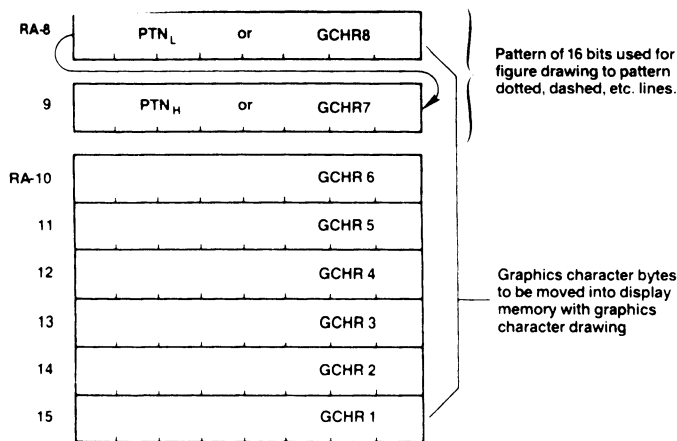 RA-8 PTN_L or GCHR8
Pattern of 16 bits used for
figure drawing to pattern
dotted, dashed, etc. lines.
9 PTN_H or GCHR7
RA-10 GCHR 6
11 GCHR 5
12 GCHR 4
13 GCHR 3
14 GCHR 2
15 GCHR 1
Graphics character bytes
to be moved into display
memory with graphics
character drawing